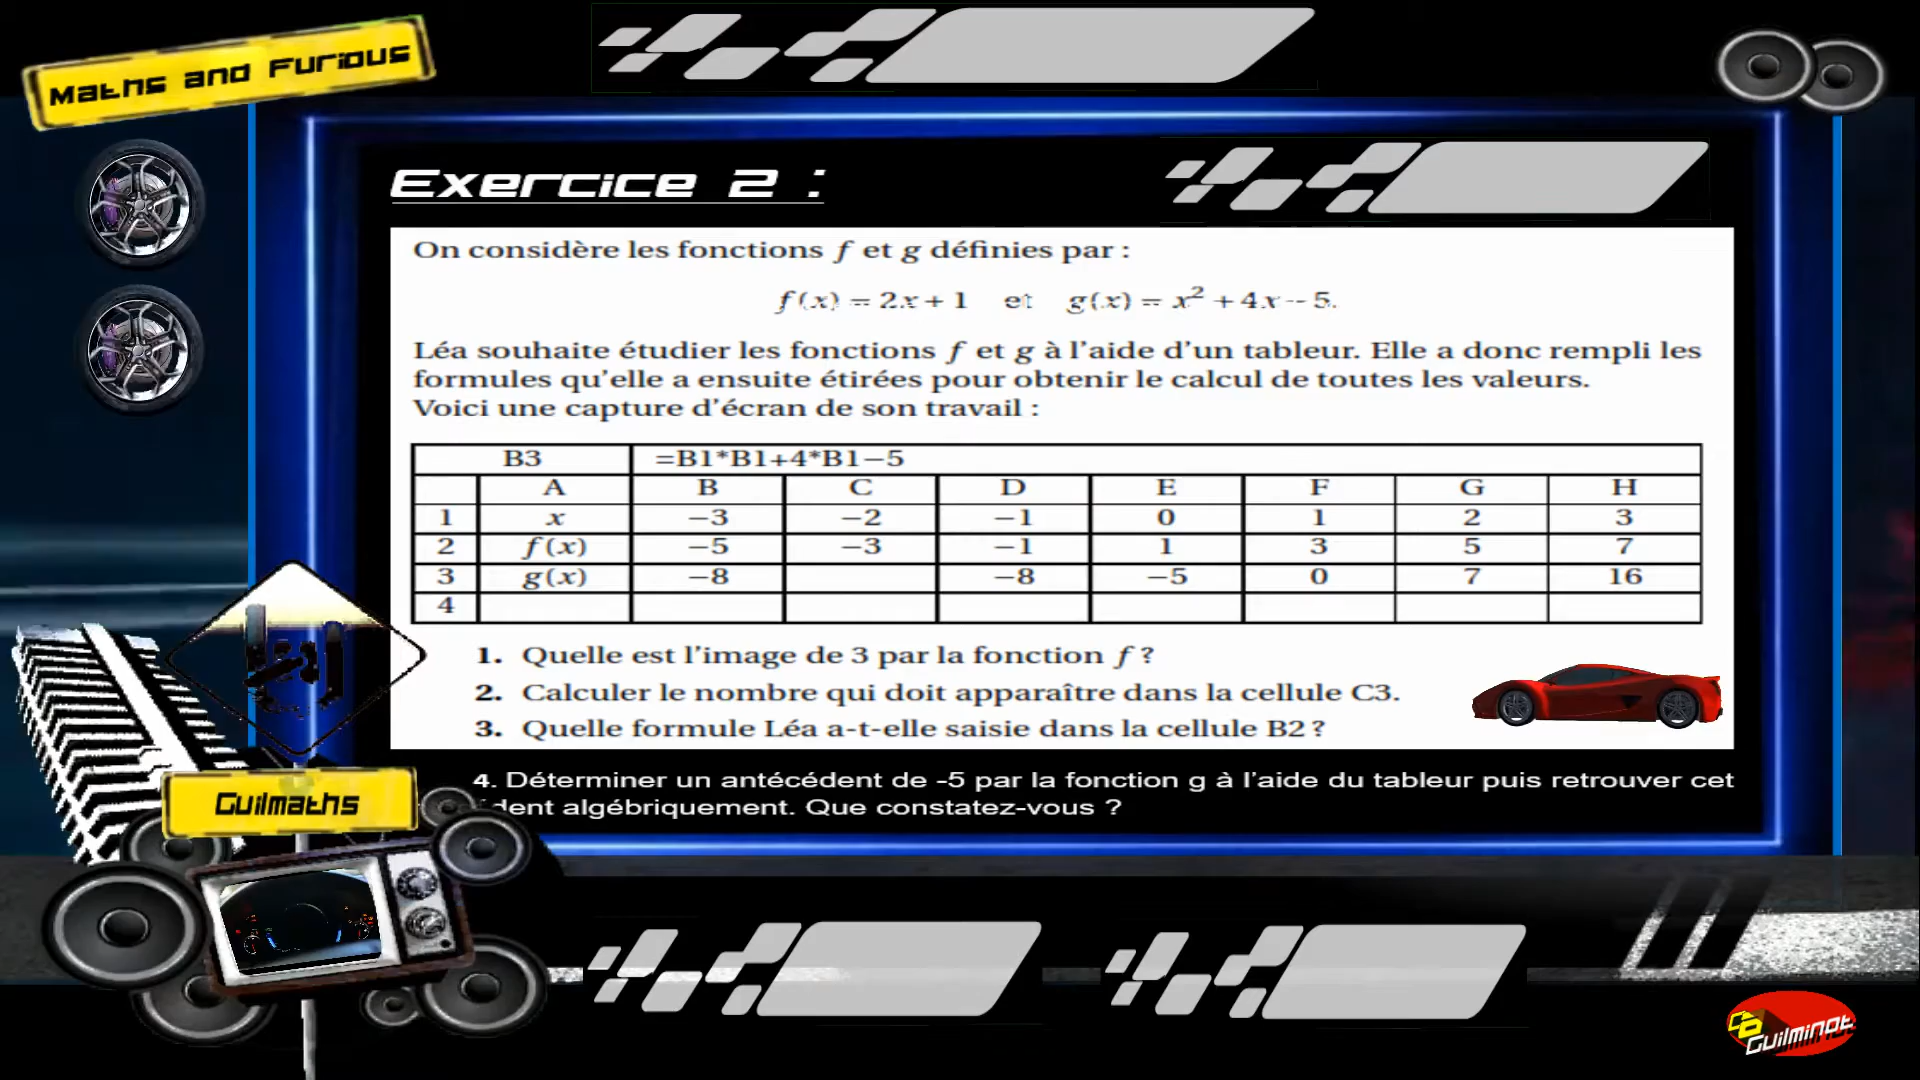 Maths and Furious
Exercice 2 :
On considère les fonctions f et g définies par :
f(x) = 2x + 1 et g(x) = x² + 4x − 5.
Léa souhaite étudier les fonctions f et g à l'aide d'un tableur. Elle a donc rempli les
formules qu'elle a ensuite étirées pour obtenir le calcul de toutes les valeurs.
Voici une capture d'écran de son travail :
B3 =B1*B1+4*B1−5
A B C D E F G H
1 x −3 −2 −1 0 1 2 3
2 f(x) −5 −3 −1 1 3 5 7
3 g(x) −8 −8 −5 0 7 16
4
1. Quelle est l'image de 3 par la fonction f ?
2. Calculer le nombre qui doit apparaître dans la cellule C3.
3. Quelle formule Léa a-t-elle saisie dans la cellule B2 ?
4. Déterminer un antécédent de -5 par la fonction g à l'aide du tableur puis retrouver cet
dent algébriquement. Que constatez-vous ?
Guilmaths
Guilminot